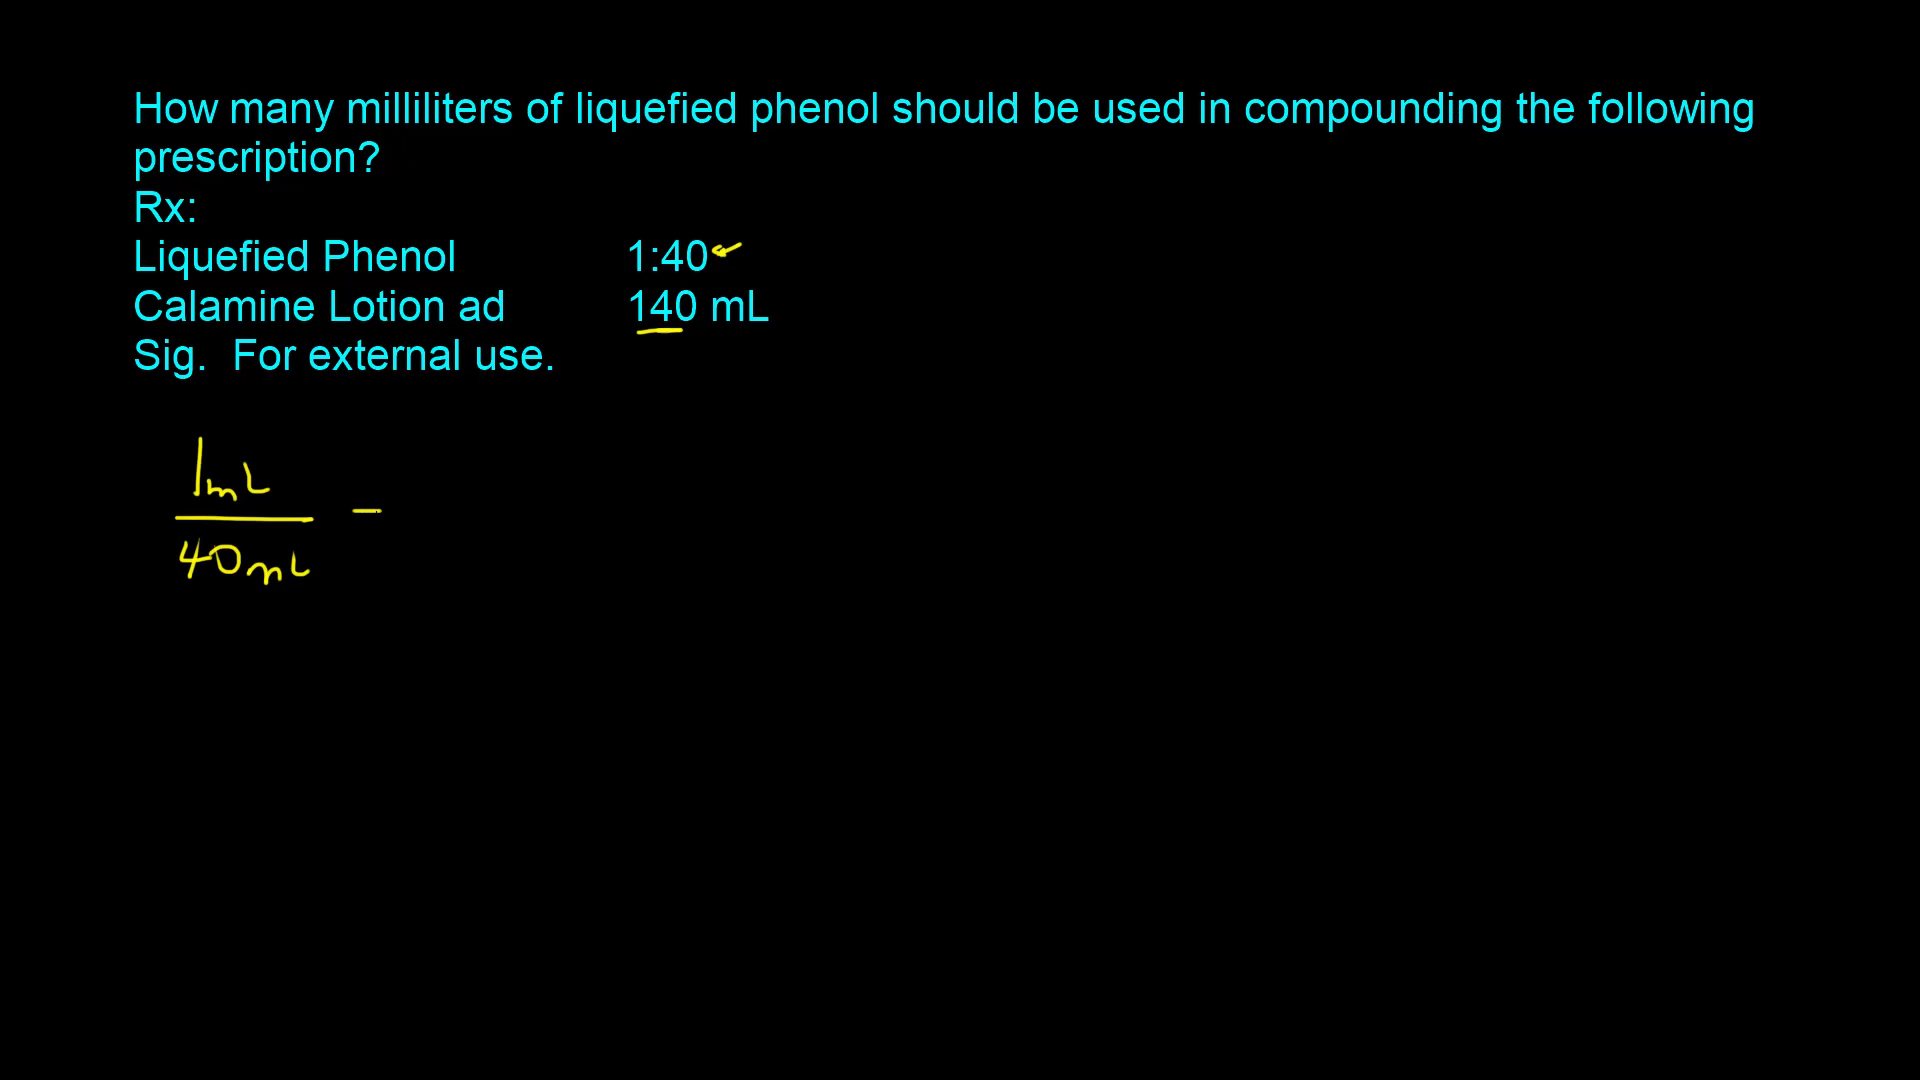 How many milliliters of liquefied phenol should be used in compounding the following
prescription?
Rx:
Liquefied Phenol 1:40
Calamine Lotion ad 140 mL
Sig. For external use.
1mL
40mL